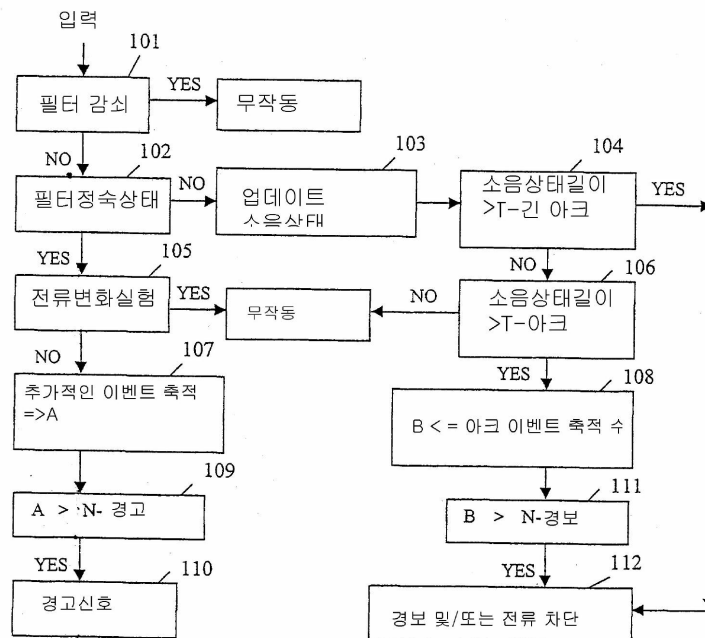 입력
101
필터 감쇠
YES
무작동
NO
102
필터정숙상태
NO
103
업데이트
소음상태
104
소음상태길이
>T-긴 아크
YES
YES
105
전류변화실험
YES
무작동
NO
NO
106
소음상태길이
>T-아크
NO
107
추가적인 이벤트 축적
=>A
YES
108
B < = 아크 이벤트 축적 수
109
A > N- 경고
111
B > N-경보
YES
110
경고신호
YES
112
경보 및/또는 전류 차단